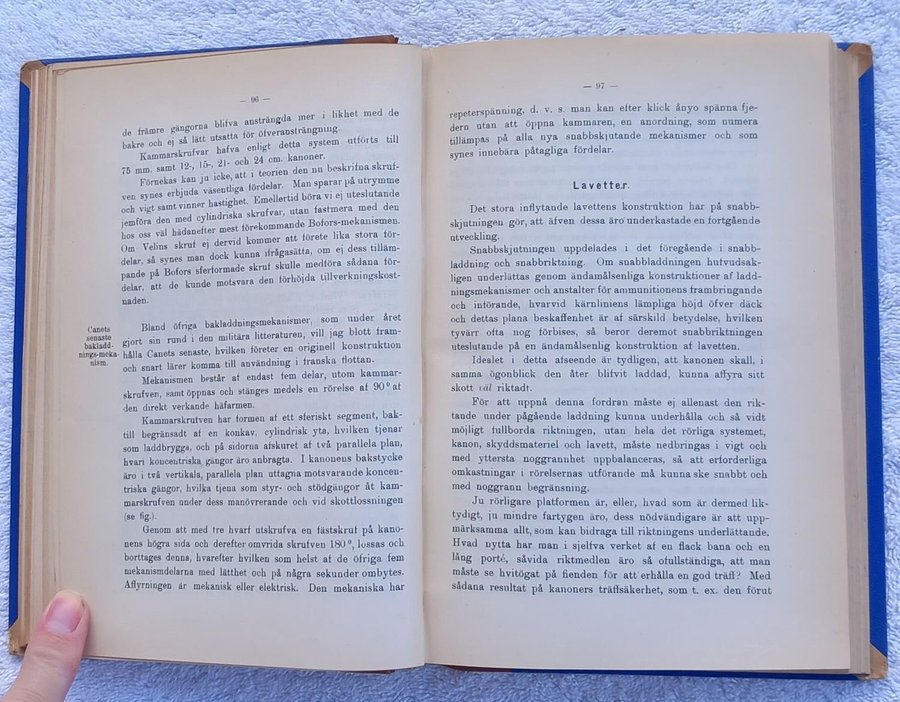 — 96 —
de främre gängorna blifva ansträngda mer i likhet med de
bakre och ej så lätt utsatta för öfveransträngning.
Kammarskrufvar hafva enligt detta system utförts till
75 mm. samt 12-, 15-, 21- och 24 cm. kanoner.
Förnekas kan ju icke, att i teorien den nu beskrifna skruf-
ven synes erbjuda väsentliga fördelar. Man sparar på utrymme
och vigt samt vinner hastighet. Emellertid böra vi ej uteslutande
jemföra den med cylindriska skrufvar, utan fastmera med den
hos oss väl hädanefter mest förekommande Bofors-mekanismen.
Om Velins skruf ej dervid kommer att förete lika stora för-
delar, så synes man dock kunna ifrågasätta, om ej dess tilläm-
pande på Bofors sferformade skruf skulle medföra sådana för-
delar, att de kunde motsvara den förhöjda tillverkningskost-
naden.
Canets
senaste
bakladd-
nings-meka-
nism.
Bland öfriga bakladdningsmekanismer, som under året
gjort sin rund i den militära litteraturen, vill jag blott fram-
hålla Canets senaste, hvilken företer en originell konstruktion
och snart lärer komma till användning i franska flottan.
Mekanismen består af endast fem delar, utom kammar-
skrufven, samt öppnas och stänges medels en rörelse af 90° at
den direkt verkande häfarmen.
Kammarskrufven har formen af ett sferiskt segment, bak-
till begränsadt af en konkav, cylindrisk yta, hvilken tjenar
som laddbrygga, och på sidorna afskuret af två parallela plan,
hvari koncentriska gängor äro anbragta. I kanonens bakstycke
äro i två vertikala, parallela plan uttagna motsvarande koncen-
triska gängor, hvilka tjena som styr- och stödgängor åt kam-
marskrufven under dess manövrerande och vid skottlossningen
(se fig.).
Genom att med tre hvarf utskrufva en fästskruf på kano-
nens högra sida och derefter omvrida skrufven 180°, lossas och
borttages denna, hvarefter hvilken som helst af de öfriga fem
mekanismdelarna med lätthet och på några sekunder ombytes.
Aflyrningen är mekanisk eller elektrisk. Den mekaniska har
— 97 —
repeterspänning, d. v. s. man kan efter klick ånyo spänna fje-
dern utan att öppna kammaren, en anordning, som numera
tillämpas på alla nya snabbskjutande mekanismer och som
synes innebära påtagliga fördelar.
Lavetter.
Det stora inflytande lavettens konstruktion har på snabb-
skjutningen gör, att äfven dessa äro underkastade en fortgående
utveckling.
Snabbskjutningen uppdelades i det föregående i snabb-
laddning och snabbriktning. Om snabbladdningen hufvudsak-
ligen underlättas genom ändamålsenliga konstruktioner af ladd-
ningsmekanismer och anstalter för ammunitionens frambringande
och införande, hvarvid kärnliniens lämpliga höjd öfver däck
och dettas plana beskaffenhet är af särskild betydelse, hvilken
tyvärr ofta nog förbises, så beror deremot snabbriktningen
uteslutande på en ändamålsenlig konstruktion af lavetten.
Idealet i detta afseende är tydligen, att kanonen skall, i
samma ögonblick den åter blifvit laddad, kunna affyra sitt
skott väl riktadt.
För att uppnå denna fordran måste ej allenast den rik-
tande under pågående laddning kunna underhålla och så vidt
möjligt fullborda riktningen, utan hela det rörliga systemet,
kanon, skyddsmateriel och lavett, måste nedbringas i vigt och
med yttersta noggrannhet uppbalanceras, så att erforderliga
omkastningar i rörelsernas utförande må kunna ske snabbt och
med noggrann begränsning.
Ju rörligare platformen är, eller, hvad som är dermed lik-
tydigt, ju mindre fartygen äro, dess nödvändigare är att upp-
märksamma allt, som kan bidraga till riktningens underlättande.
Hvad nytta har man i sjelfva verket af en flack bana och en
lång porté, såvida riktmedlen äro så ofullständiga, att man
måste se hvitögat på fienden för att erhålla en god träff? Med
sådana resultat på kanoners träffsäkerhet, som t. ex. den förut